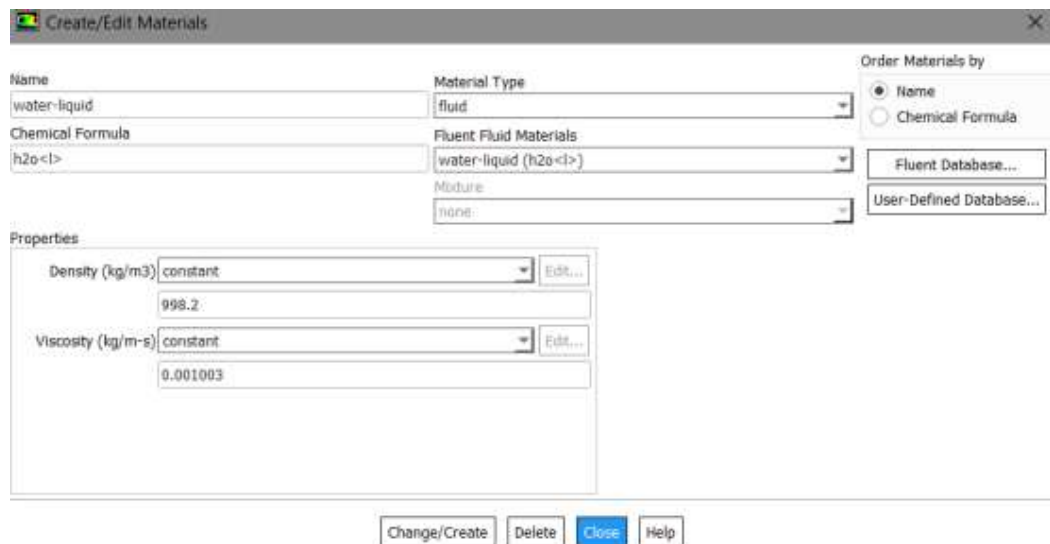 Create/Edit Materials
Name
water-liquid
Chemical Formula
h2o<l>
Material Type
fluid
Fluent Fluid Materials
water-liquid (h2o<l>)
Mixture
none
Order Materials by
Name
Chemical Formula
Fluent Database...
User-Defined Database...
Properties
Density (kg/m3) constant Edit...
998.2
Viscosity (kg/m-s) constant Edit...
0.001003
Change/Create Delete Close Help